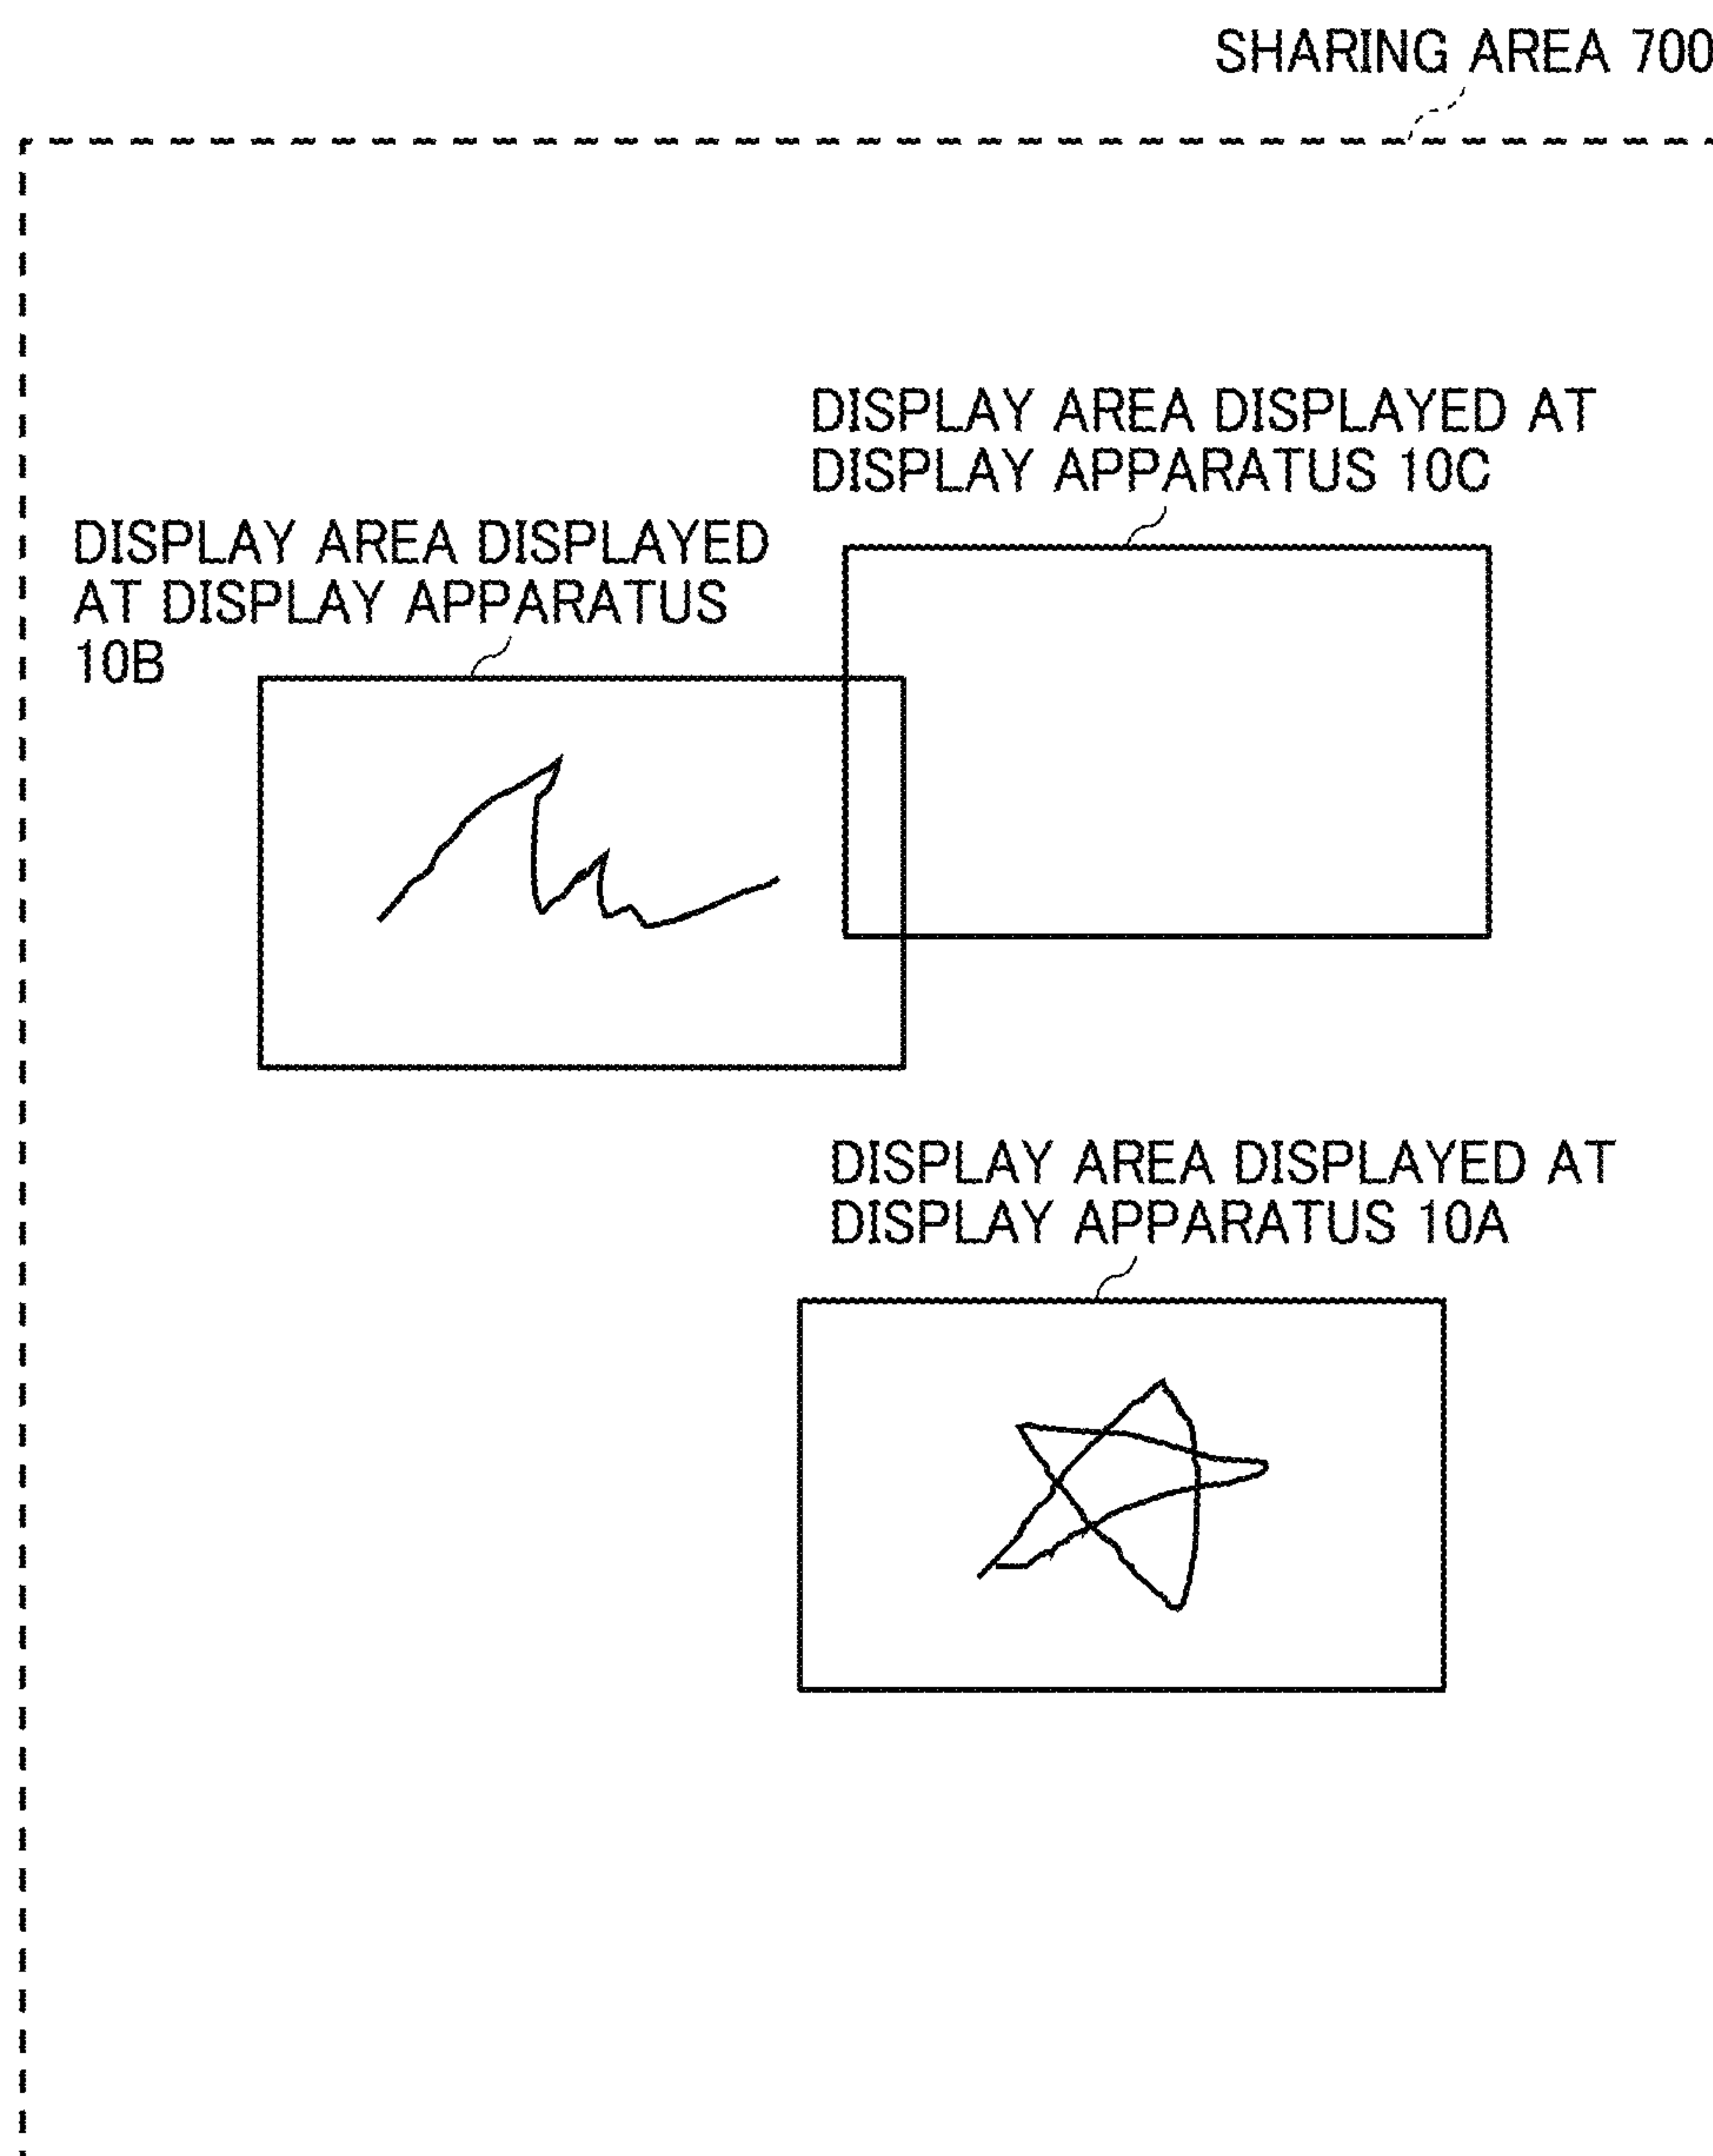 SHARING AREA 700
DISPLAY AREA DISPLAYED AT
DISPLAY APPARATUS 10C
DISPLAY AREA DISPLAYED
AT DISPLAY APPARATUS
10B
DISPLAY AREA DISPLAYED AT
DISPLAY APPARATUS 10A